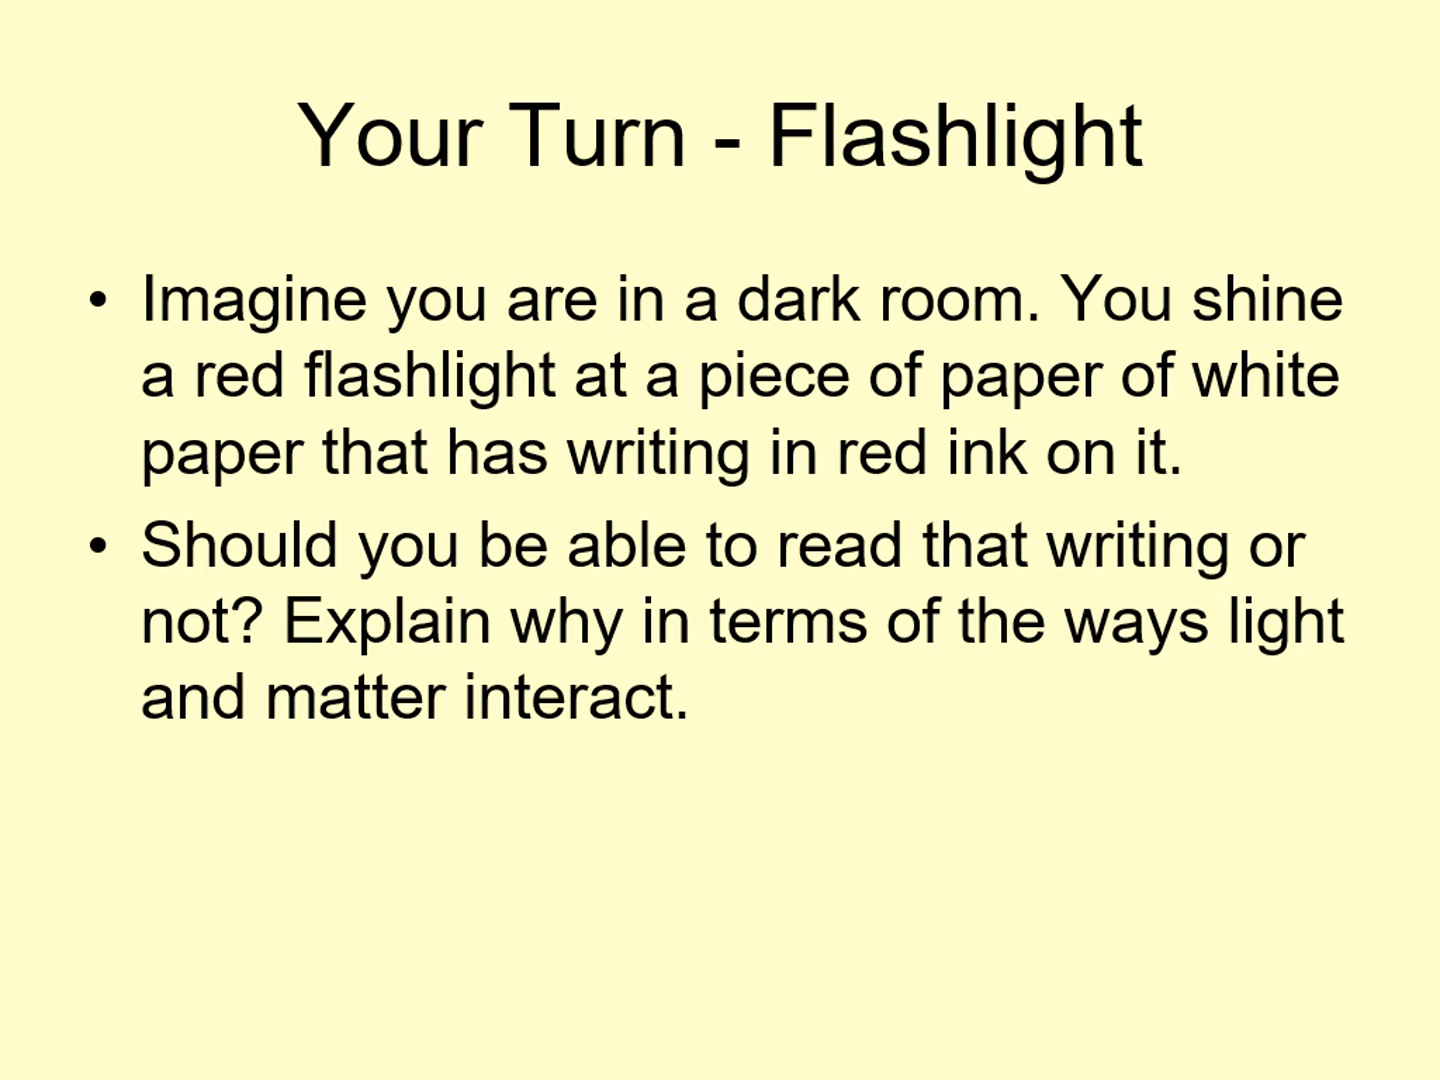 Your Turn - Flashlight
• Imagine you are in a dark room. You shine
a red flashlight at a piece of paper of white
paper that has writing in red ink on it.
• Should you be able to read that writing or
not? Explain why in terms of the ways light
and matter interact.